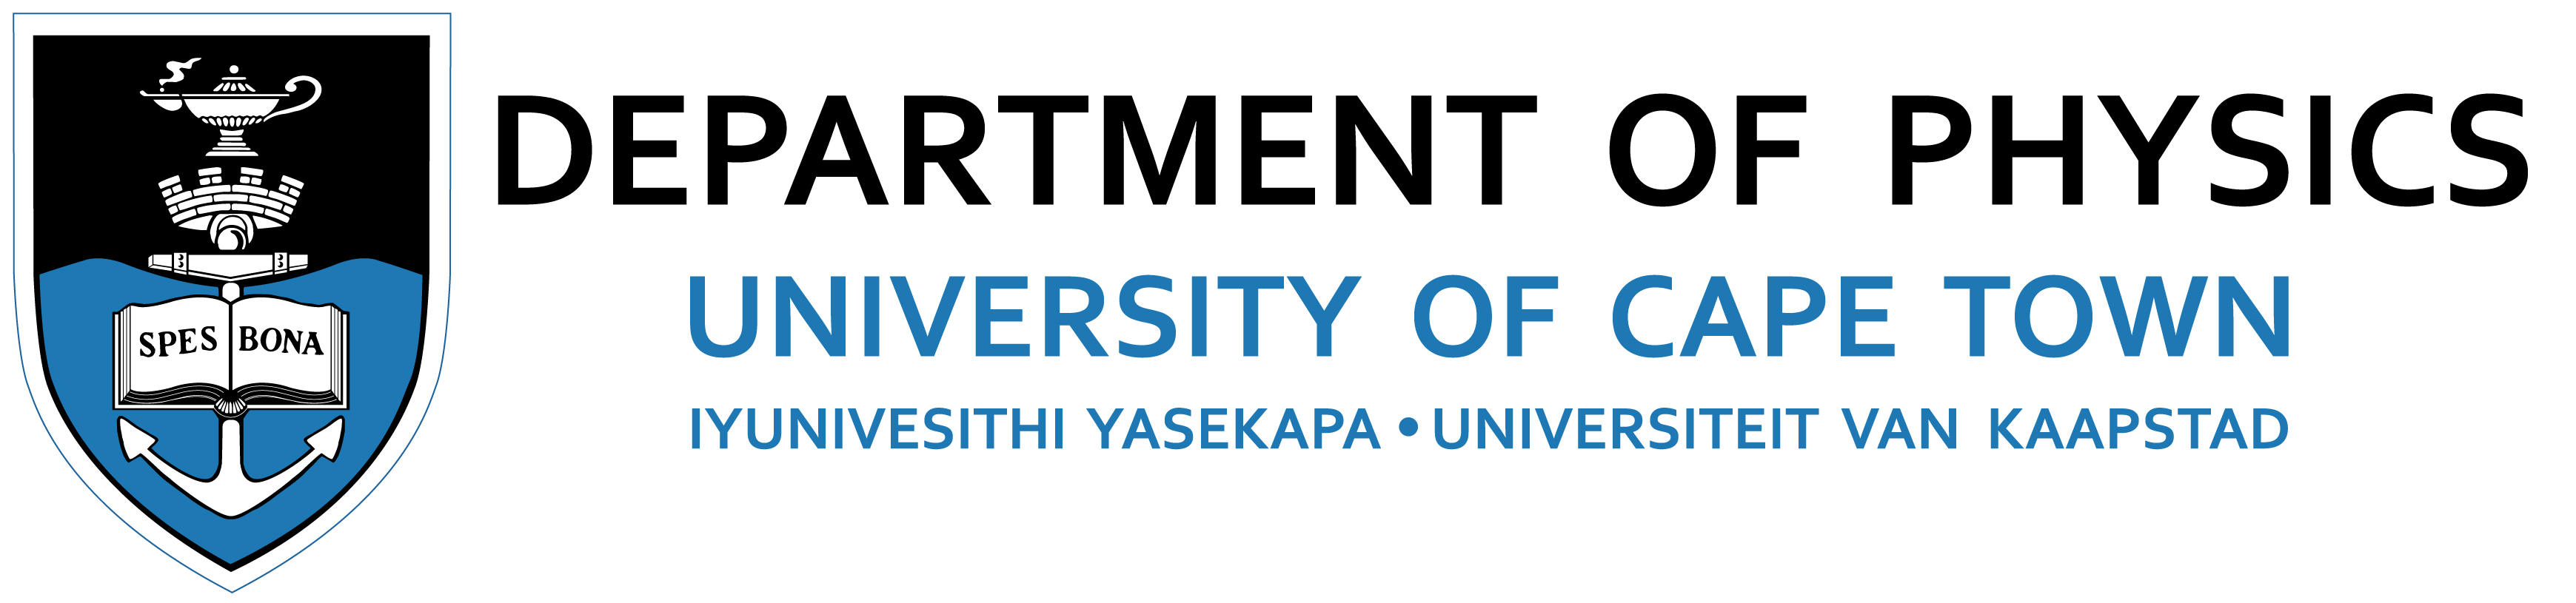 DEPARTMENT OF PHYSICS
UNIVERSITY OF CAPE TOWN
IYUNIVESITHI YASEKAPA • UNIVERSITEIT VAN KAAPSTAD
SPES BONA